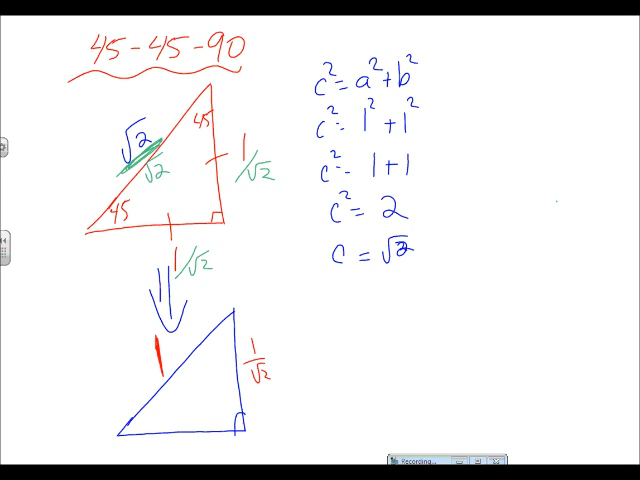 45 - 45 - 90
√2
√2
45
1
/√2
45
1
/√2
1
1/√2
c² = a² + b²
c² = 1² + 1²
c² = 1 + 1
c² = 2
c = √2
Recording...